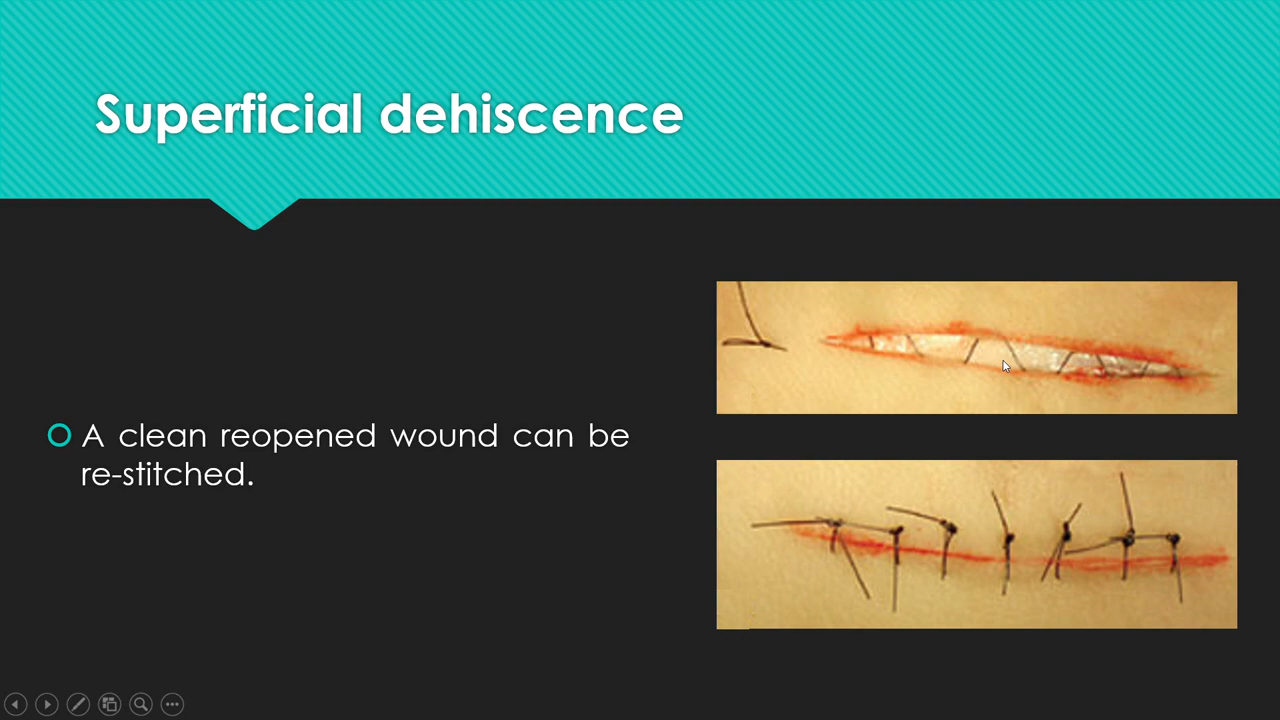 Superficial dehiscence
A clean reopened wound can be
re-stitched.